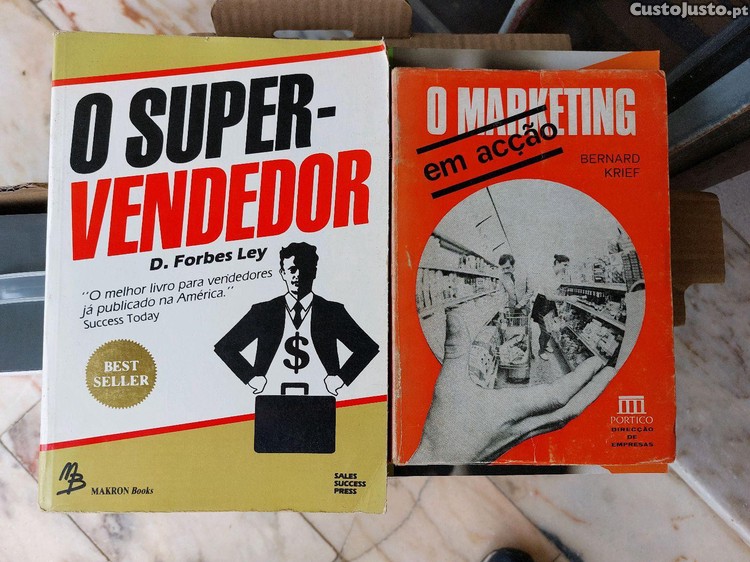 CustoJusto.pt
O SUPER-
VENDEDOR
D. Forbes Ley
"O melhor livro para vendedores
já publicado na América."
Success Today
BEST
SELLER
$
MB
MAKRON Books
SALES
SUCCESS
PRESS
O MARKETING
em acção
BERNARD
KRIEF
PORTICO
DIRECÇÃO
DE
EMPRESAS